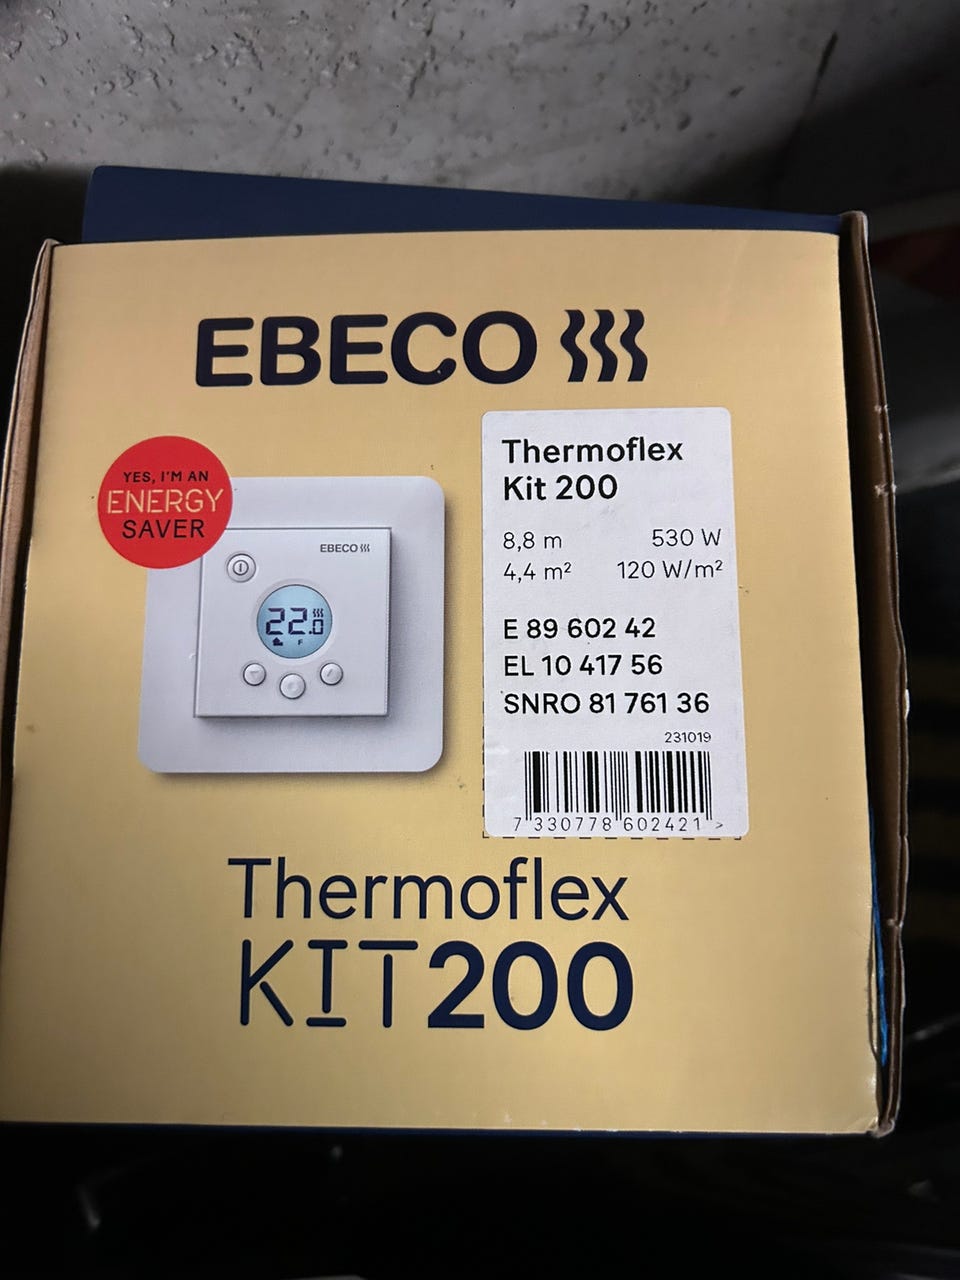 EBECO
YES, I'M AN
ENERGY
SAVER
EBECO
22.0
F
Thermoflex
Kit 200
8,8 m 530 W
4,4 m² 120 W/m²
E 89 602 42
EL 10 417 56
SNRO 81 761 36
231019
7 330778 602421 >
Thermoflex
KIT200